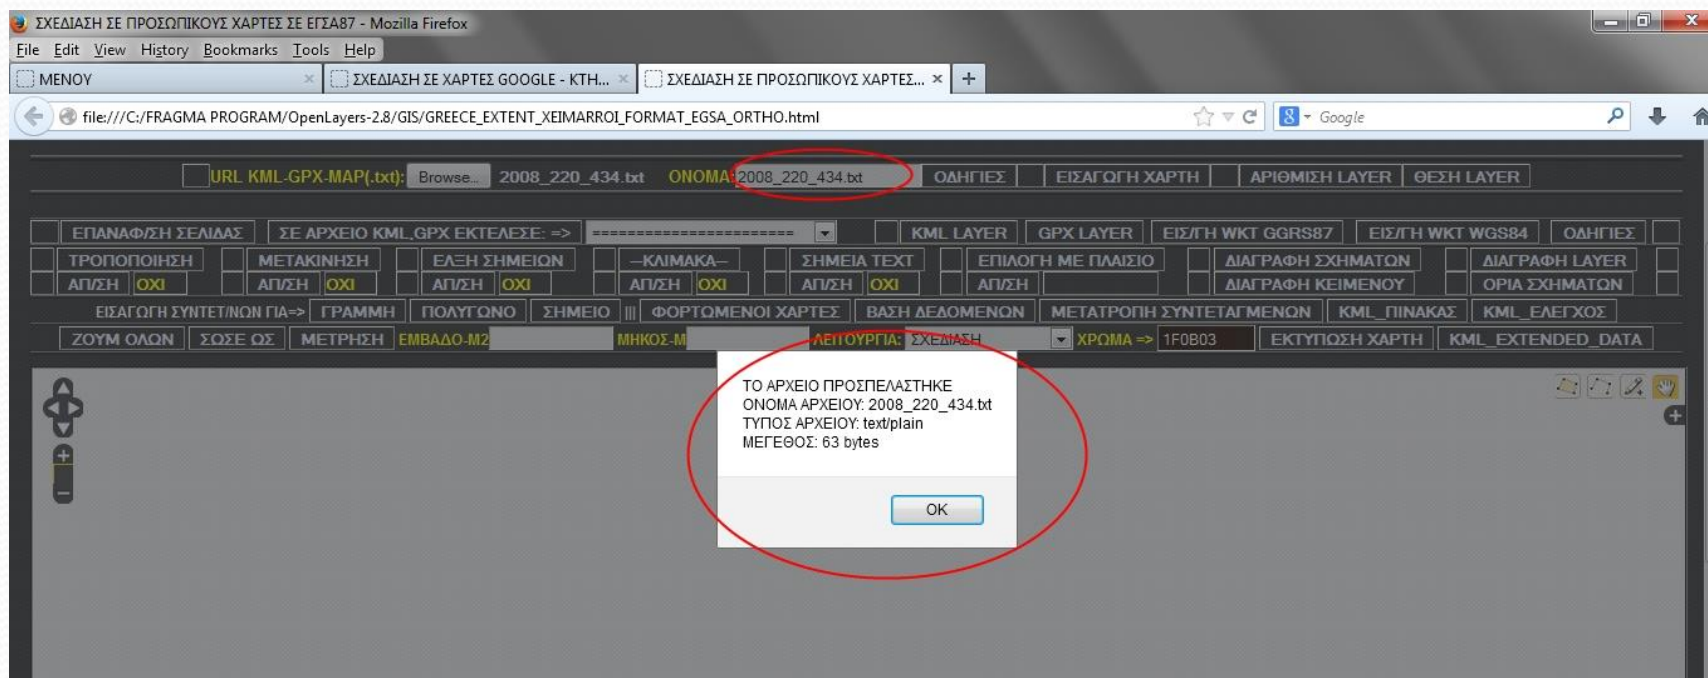 ΣΧΕΔΙΑΣΗ ΣΕ ΠΡΟΣΩΠΙΚΟΥΣ ΧΑΡΤΕΣ ΣΕ ΕΓΣΑ87 - Mozilla Firefox
File Edit View History Bookmarks Tools Help
ΜΕΝΟΥ ΣΧΕΔΙΑΣΗ ΣΕ ΧΑΡΤΕΣ GOOGLE - ΚΤΗ... ΣΧΕΔΙΑΣΗ ΣΕ ΠΡΟΣΩΠΙΚΟΥΣ ΧΑΡΤΕΣ...
file:///C:/FRAGMA PROGRAM/OpenLayers-2.8/GIS/GREECE_EXTENT_XEIMARROI_FORMAT_EGSA_ORTHO.html Google
URL KML-GPX-MAP(.txt): Browse... 2008_220_434.txt ΟΝΟΜΑ: 2008_220_434.txt ΟΔΗΓΙΕΣ ΕΙΣΑΓΩΓΗ ΧΑΡΤΗ ΑΡΙΘΜΙΣΗ LAYER ΘΕΣΗ LAYER
ΕΠΑΝΑΦ/ΣΗ ΣΕΛΙΔΑΣ ΣΕ ΑΡΧΕΙΟ KML,GPX ΕΚΤΕΛΕΣΕ: => ======================= KML LAYER GPX LAYER ΕΙΣ/ΓΗ WKT GGRS87 ΕΙΣ/ΓΗ WKT WGS84 ΟΔΗΓΙΕΣ
ΤΡΟΠΟΠΟΙΗΣΗ ΜΕΤΑΚΙΝΗΣΗ ΕΛΞΗ ΣΗΜΕΙΩΝ —ΚΛΙΜΑΚΑ— ΣΗΜΕΙΑ TEXT ΕΠΙΛΟΓΗ ΜΕ ΠΛΑΙΣΙΟ ΔΙΑΓΡΑΦΗ ΣΧΗΜΑΤΩΝ ΔΙΑΓΡΑΦΗ LAYER
ΑΠ/ΣΗ ΟΧΙ ΑΠ/ΣΗ ΟΧΙ ΑΠ/ΣΗ ΟΧΙ ΑΠ/ΣΗ ΟΧΙ ΑΠ/ΣΗ ΟΧΙ ΑΠ/ΣΗ ΔΙΑΓΡΑΦΗ ΚΕΙΜΕΝΟΥ ΟΡΙΑ ΣΧΗΜΑΤΩΝ
ΕΙΣΑΓΩΓΗ ΣΥΝΤΕΤ/ΝΩΝ ΓΙΑ=> ΓΡΑΜΜΗ ΠΟΛΥΓΩΝΟ ΣΗΜΕΙΟ ||| ΦΟΡΤΩΜΕΝΟΙ ΧΑΡΤΕΣ ΒΑΣΗ ΔΕΔΟΜΕΝΩΝ ΜΕΤΑΤΡΟΠΗ ΣΥΝΤΕΤΑΓΜΕΝΩΝ KML_ΠΙΝΑΚΑΣ KML_ΕΛΕΓΧΟΣ
ΖΟΥΜ ΟΛΩΝ ΣΩΣΕ ΩΣ ΜΕΤΡΗΣΗ ΕΜΒΑΔΟ-Μ2 ΜΗΚΟΣ-Μ ΛΕΙΤΟΥΡΓΙΑ: ΣΧΕΔΙΑΣΗ ΧΡΩΜΑ => 1F0B03 ΕΚΤΥΠΩΣΗ ΧΑΡΤΗ KML_EXTENDED_DATA
ΤΟ ΑΡΧΕΙΟ ΠΡΟΣΠΕΛΑΣΤΗΚΕ
ΟΝΟΜΑ ΑΡΧΕΙΟΥ: 2008_220_434.txt
ΤΥΠΟΣ ΑΡΧΕΙΟΥ: text/plain
ΜΕΓΕΘΟΣ: 63 bytes
OK